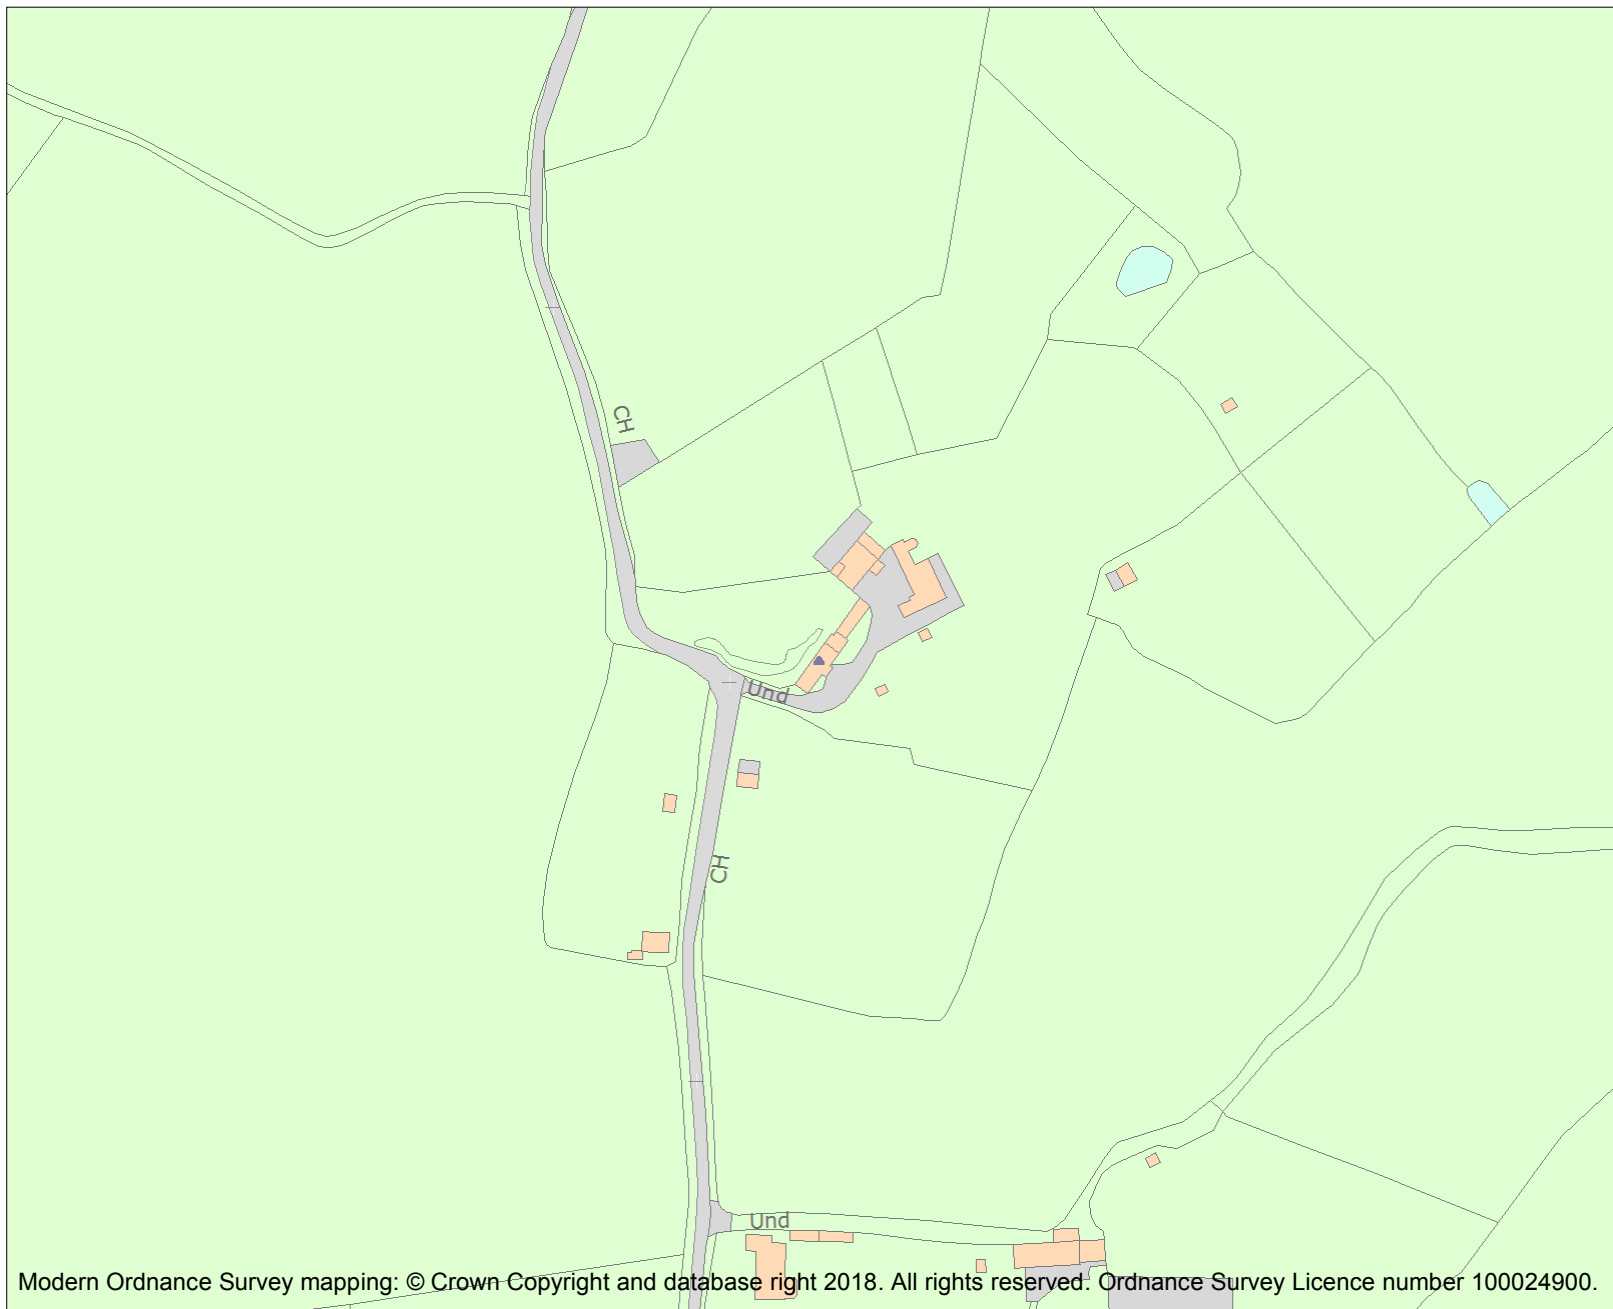 CH
Und
CH
Und
Modern Ordnance Survey mapping: © Crown Copyright and database right 2018. All rights reserved. Ordnance Survey Licence number 100024900.